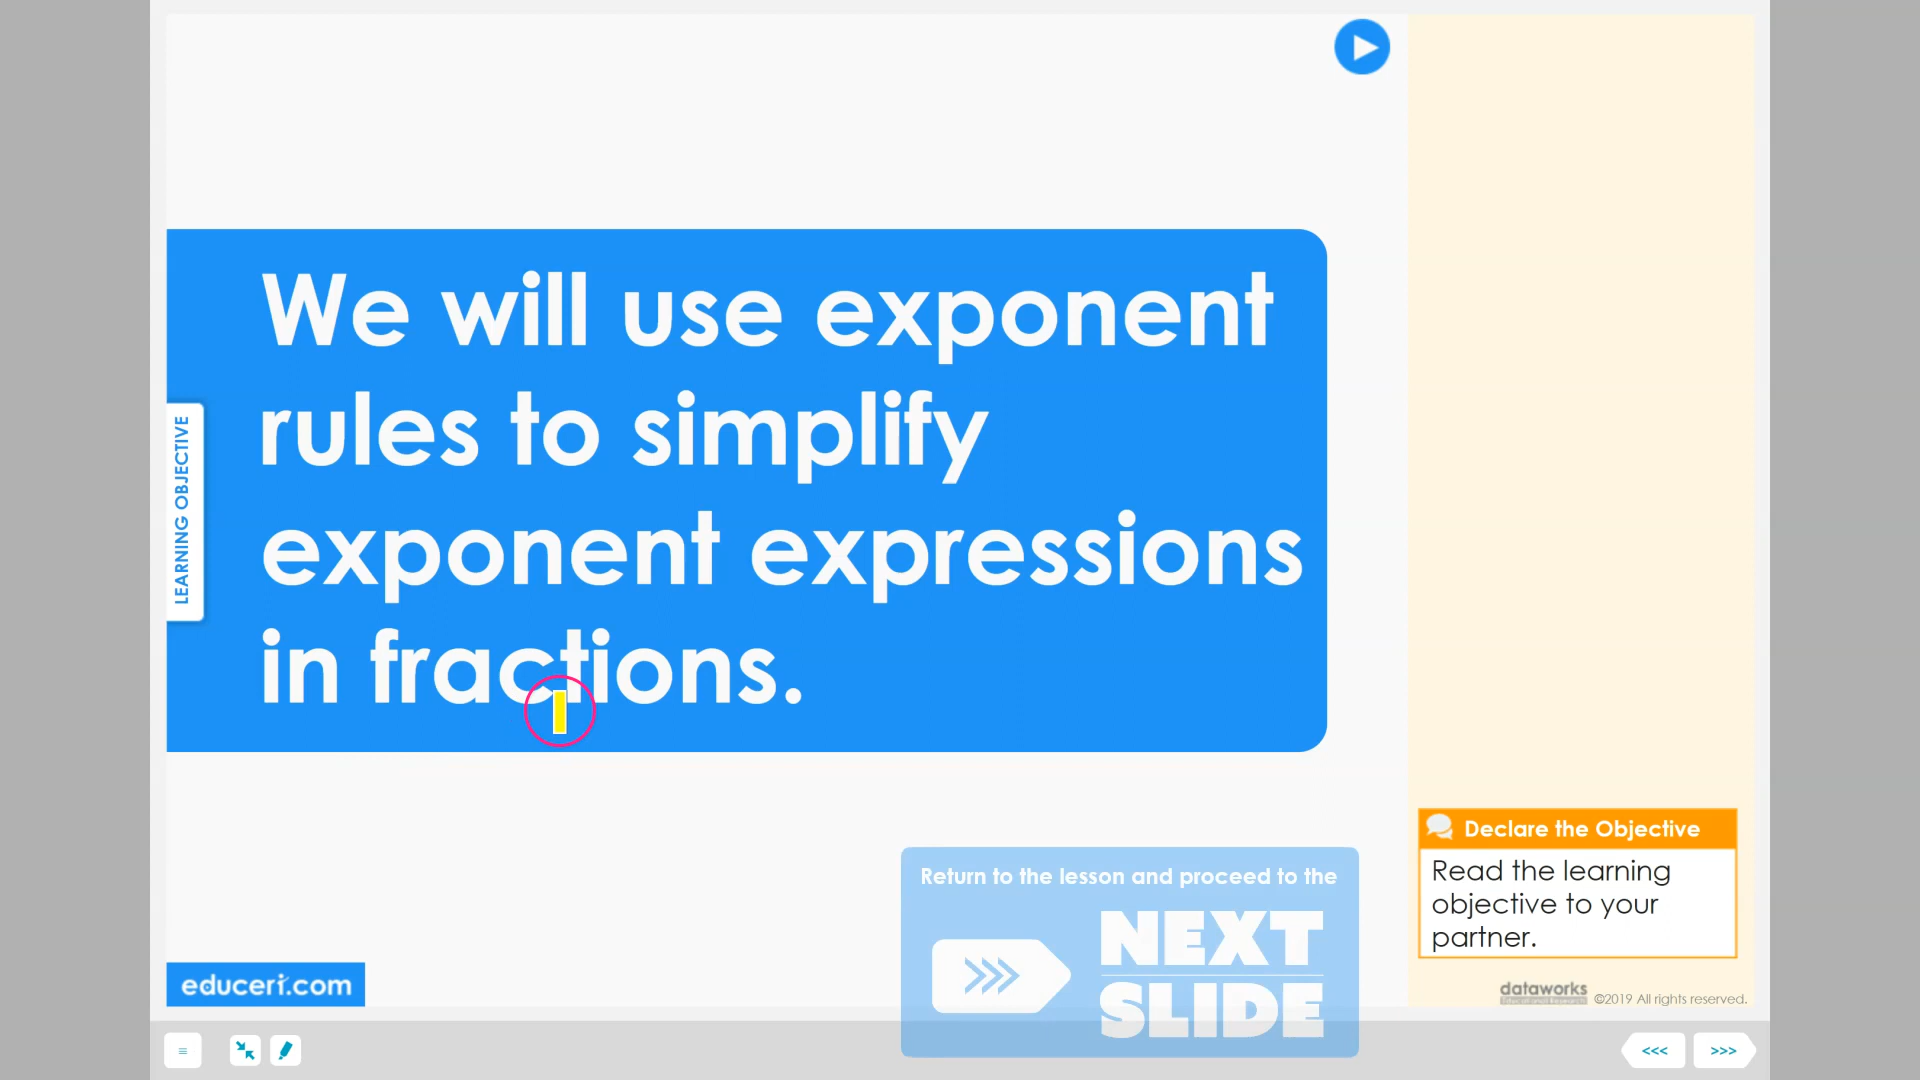 We will use exponent
rules to simplify
exponent expressions
in fractions.
LEARNING OBJECTIVE
Declare the Objective
Read the learning
objective to your
partner.
Return to the lesson and proceed to the
>>> NEXT
SLIDE
educeri.com
dataworks
Educational Research
©2019 All rights reserved.
<<< >>>